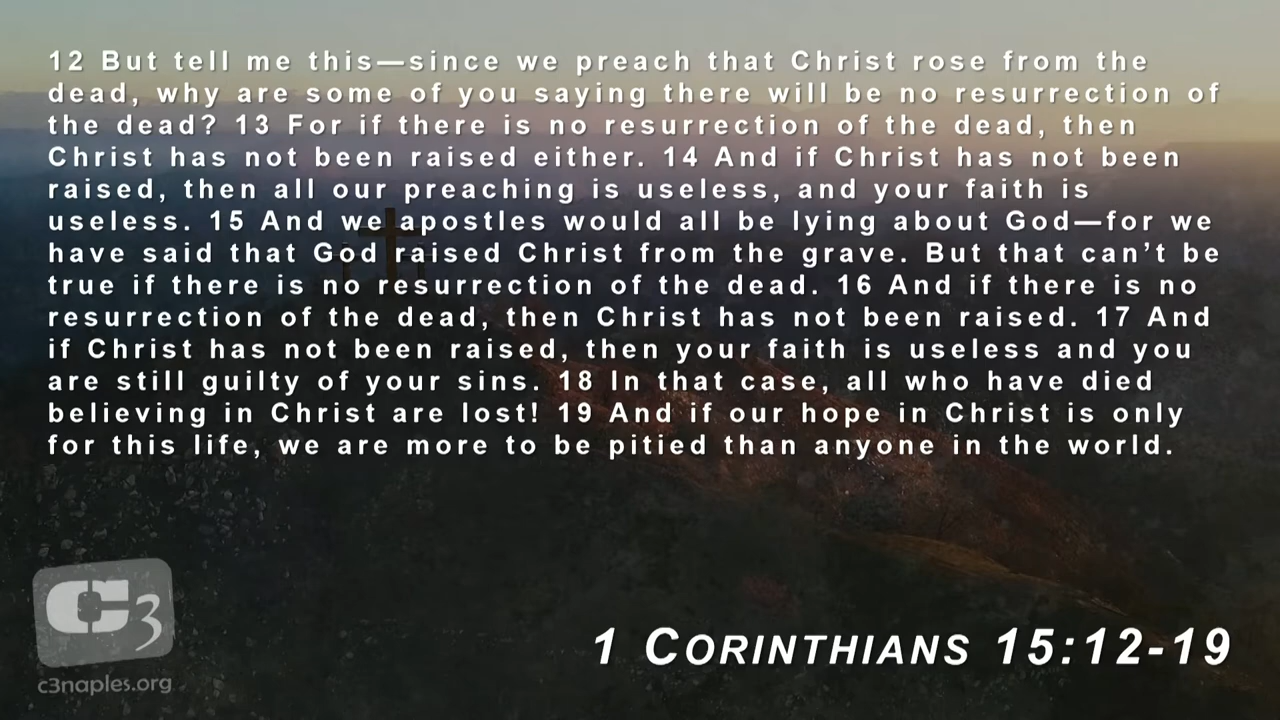 12 But tell me this—since we preach that Christ rose from the
dead, why are some of you saying there will be no resurrection of
the dead? 13 For if there is no resurrection of the dead, then
Christ has not been raised either. 14 And if Christ has not been
raised, then all our preaching is useless, and your faith is
useless. 15 And we apostles would all be lying about God—for we
have said that God raised Christ from the grave. But that can’t be
true if there is no resurrection of the dead. 16 And if there is no
resurrection of the dead, then Christ has not been raised. 17 And
if Christ has not been raised, then your faith is useless and you
are still guilty of your sins. 18 In that case, all who have died
believing in Christ are lost! 19 And if our hope in Christ is only
for this life, we are more to be pitied than anyone in the world.
C3
c3naples.org
1 Corinthians 15:12-19